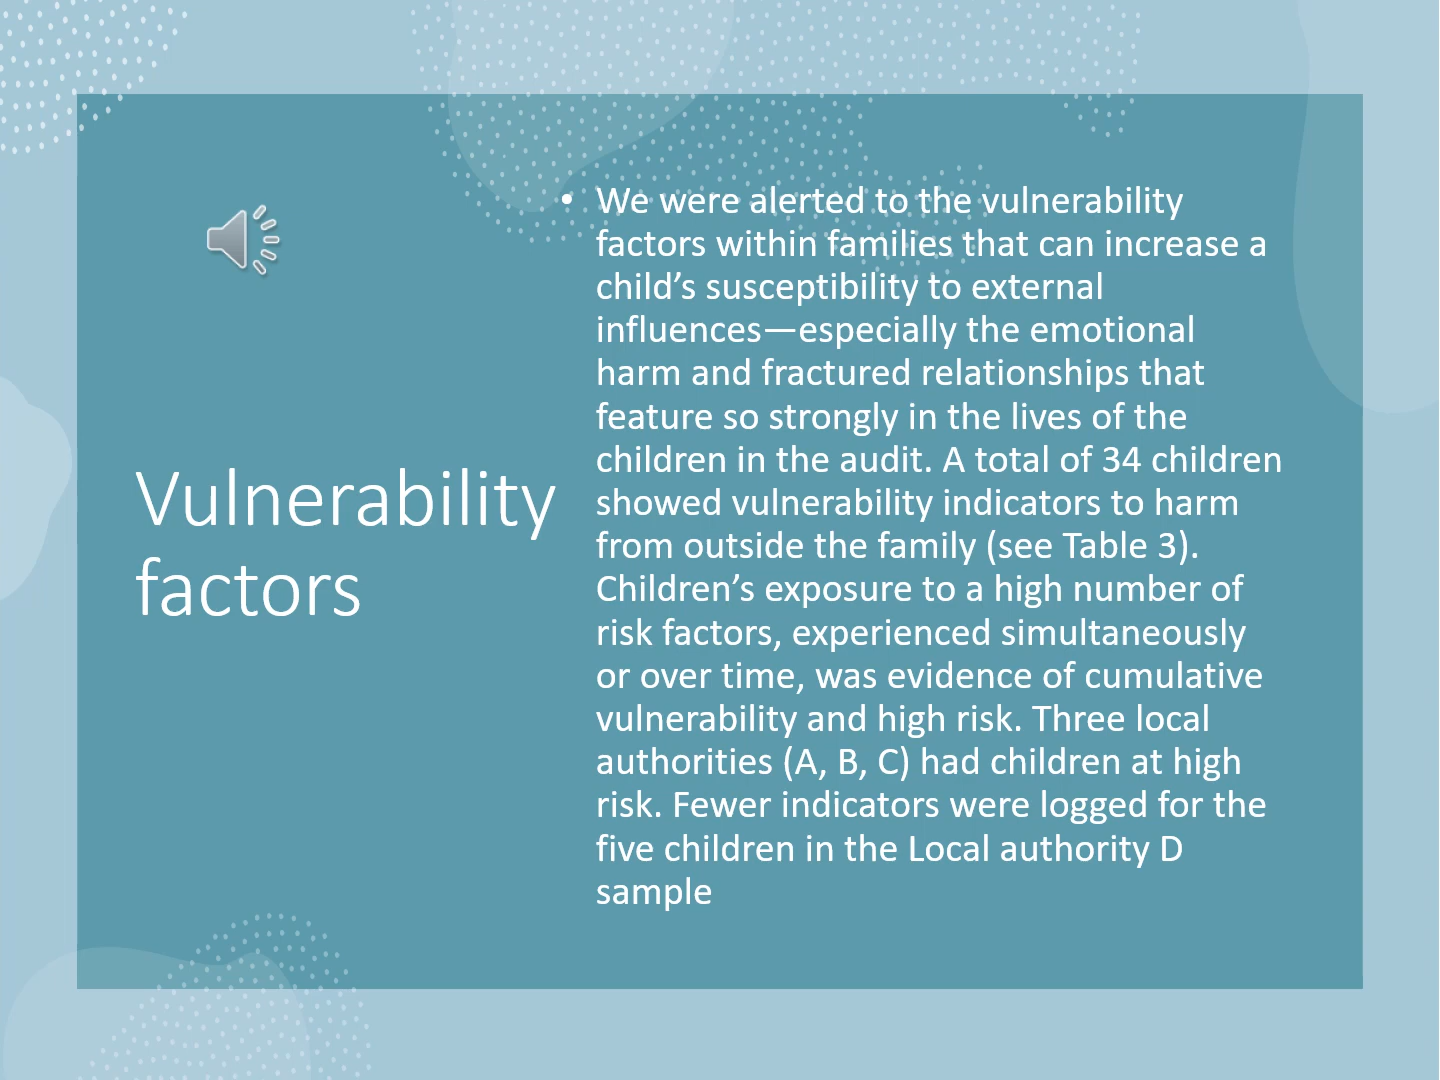 Vulnerability
factors
• We were alerted to the vulnerability
factors within families that can increase a
child’s susceptibility to external
influences—especially the emotional
harm and fractured relationships that
feature so strongly in the lives of the
children in the audit. A total of 34 children
showed vulnerability indicators to harm
from outside the family (see Table 3).
Children’s exposure to a high number of
risk factors, experienced simultaneously
or over time, was evidence of cumulative
vulnerability and high risk. Three local
authorities (A, B, C) had children at high
risk. Fewer indicators were logged for the
five children in the Local authority D
sample